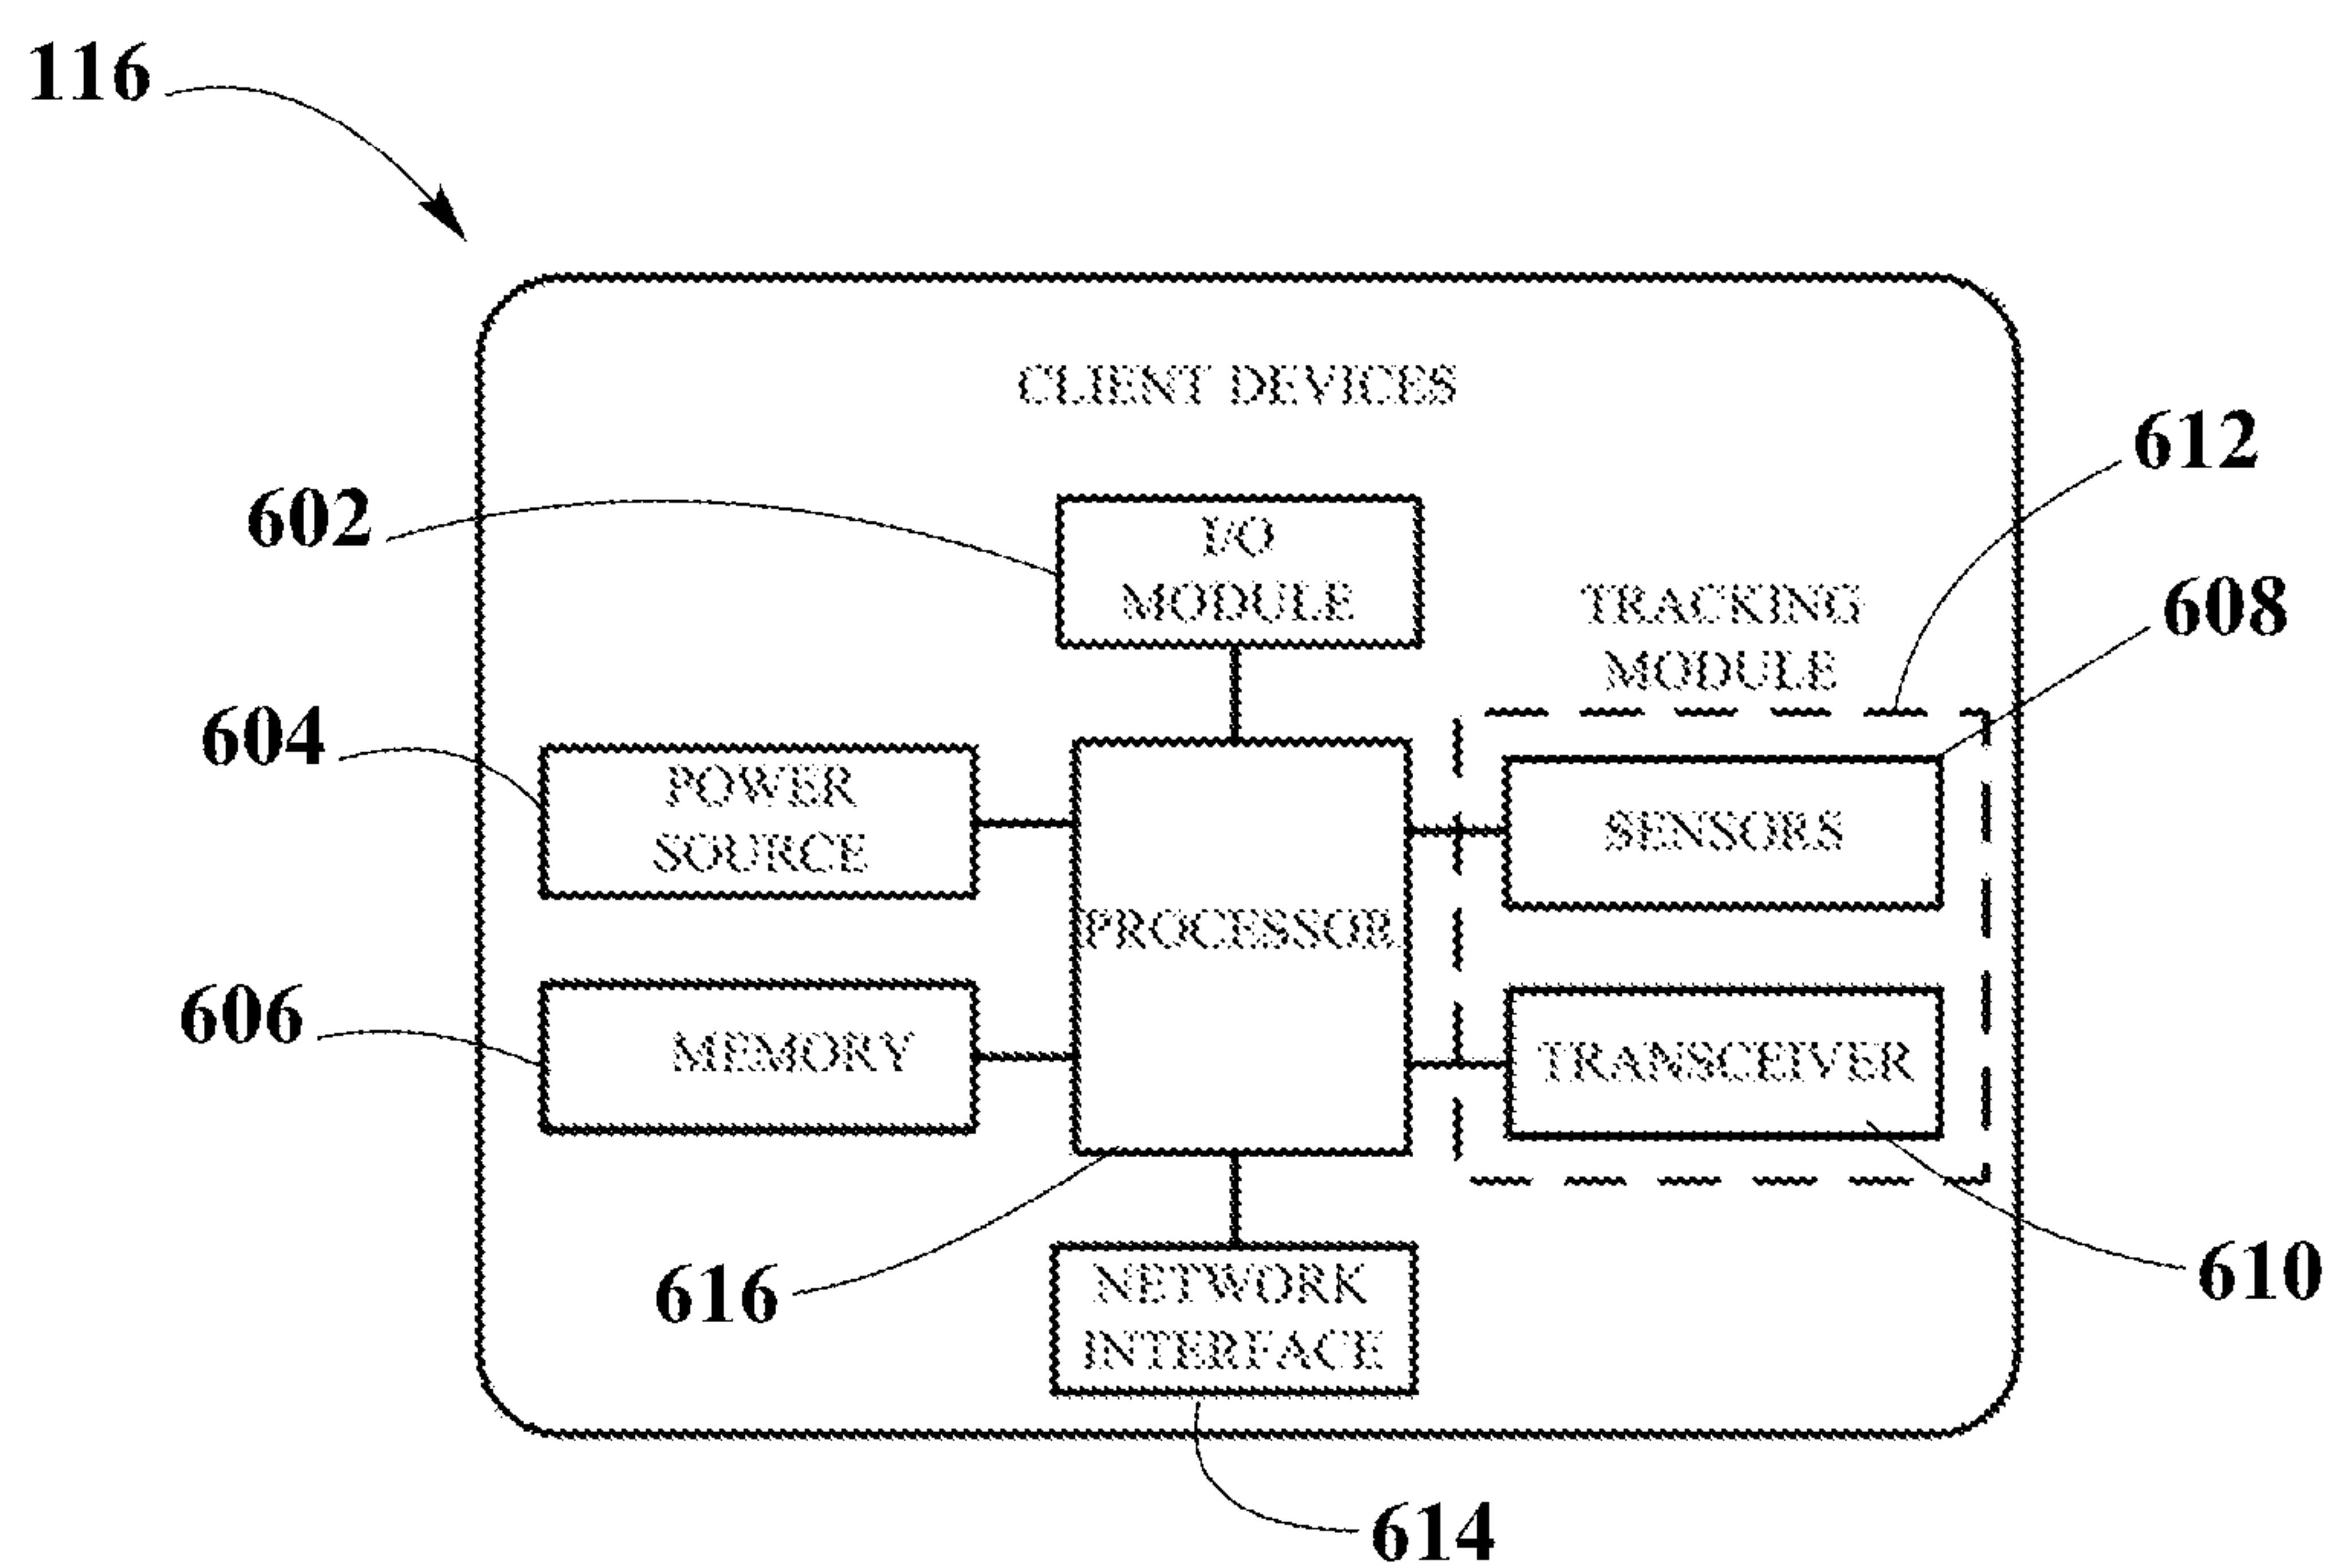 116
CLIENT DEVICES
612
602
I/O
MODULE
608
TRACKING
MODULE
604
POWER
SOURCE
SENSORS
PROCESSOR
606
MEMORY
TRANSCEIVER
616
NETWORK
INTERFACE
610
614